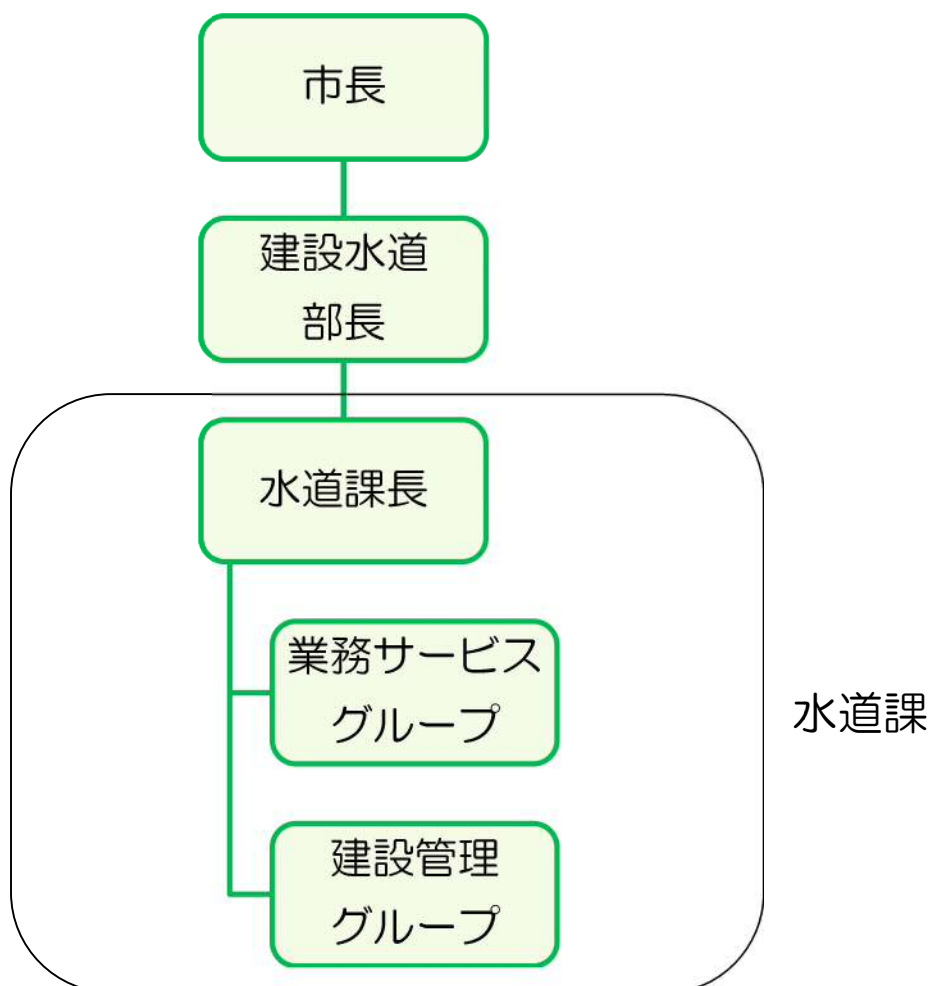 市長
建設水道
部長
水道課長
業務サービス
グループ
水道課
建設管理
グループ